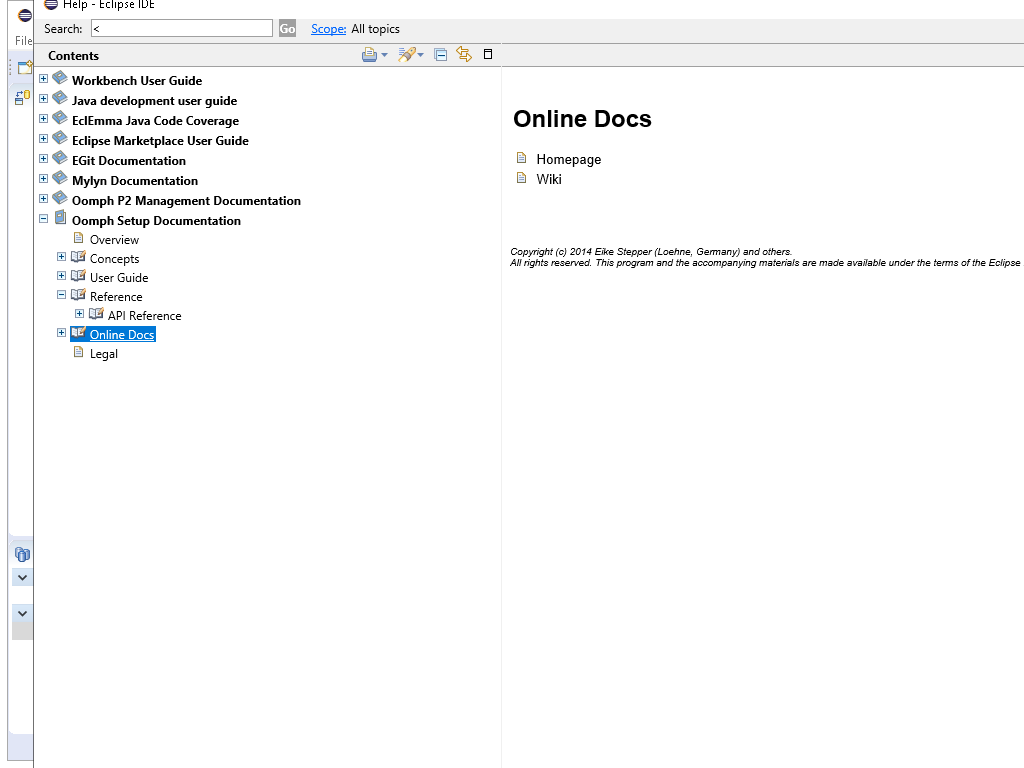 Help - Eclipse IDE
File
Search: < Go Scope: All topics
Contents
Workbench User Guide
Java development user guide
EclEmma Java Code Coverage
Eclipse Marketplace User Guide
EGit Documentation
Mylyn Documentation
Oomph P2 Management Documentation
Oomph Setup Documentation
Overview
Concepts
User Guide
Reference
API Reference
Online Docs
Legal
Online Docs
Homepage
Wiki
Copyright (c) 2014 Eike Stepper (Loehne, Germany) and others.
All rights reserved. This program and the accompanying materials are made available under the terms of the Eclipse